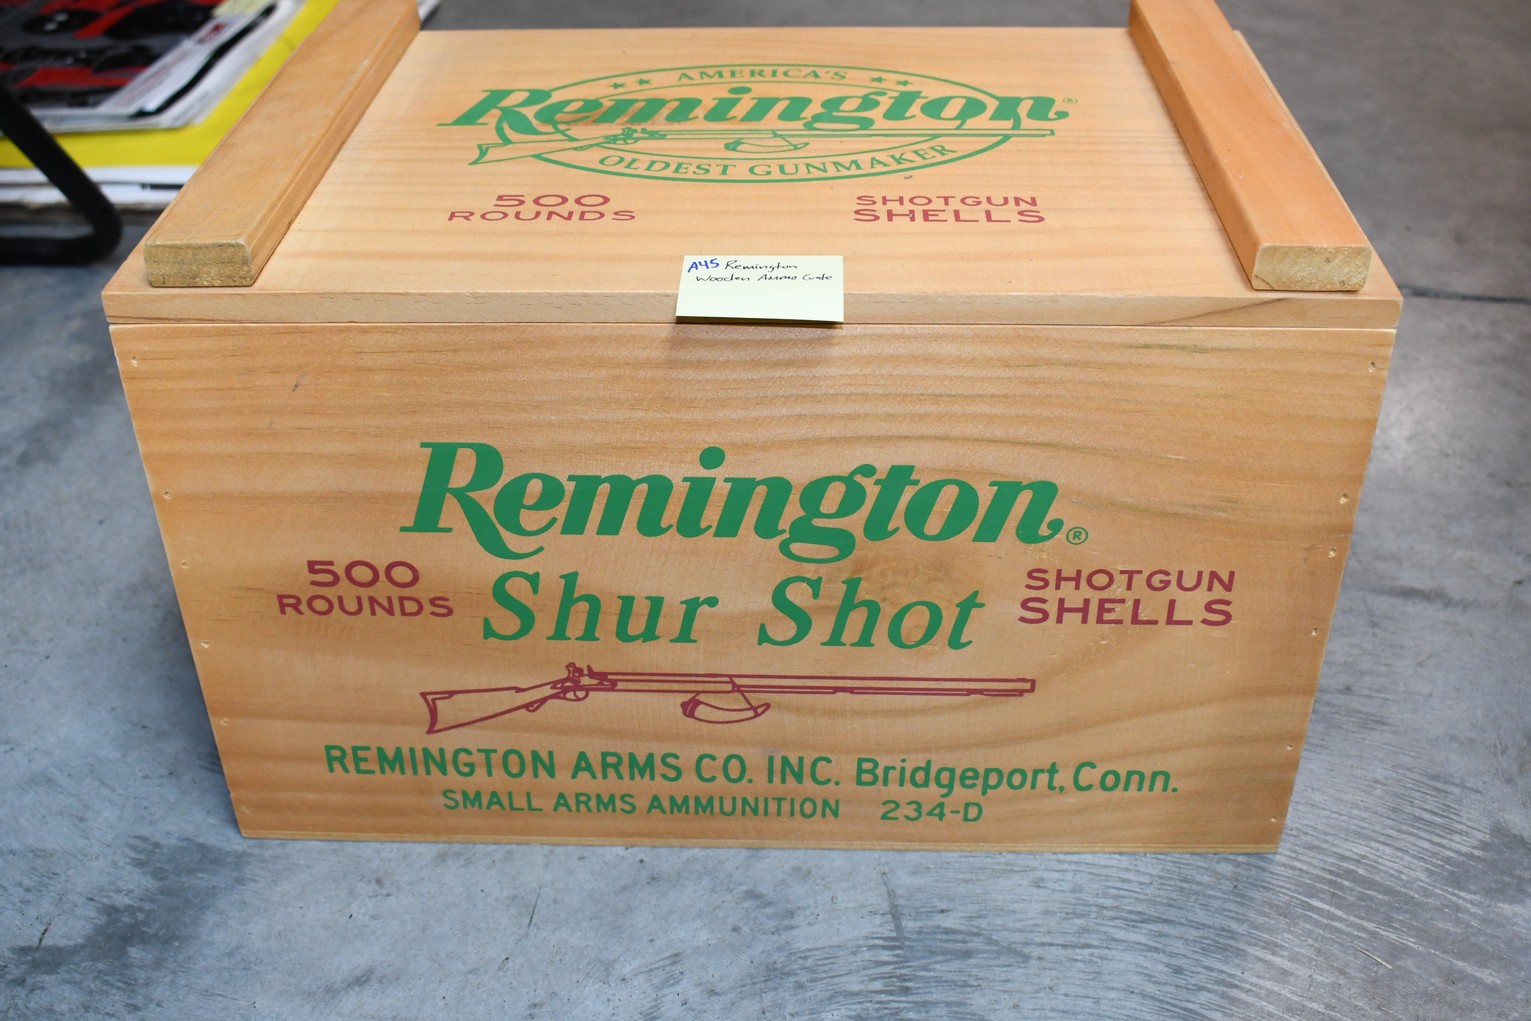 AMERICA'S
Remington®
OLDEST GUNMAKER
500
ROUNDS
SHOTGUN
SHELLS
A45 Remington
Wooden Ammo Crate
Remington®
500
ROUNDS
Shur Shot
SHOTGUN
SHELLS
REMINGTON ARMS CO. INC. Bridgeport, Conn.
SMALL ARMS AMMUNITION 234-D